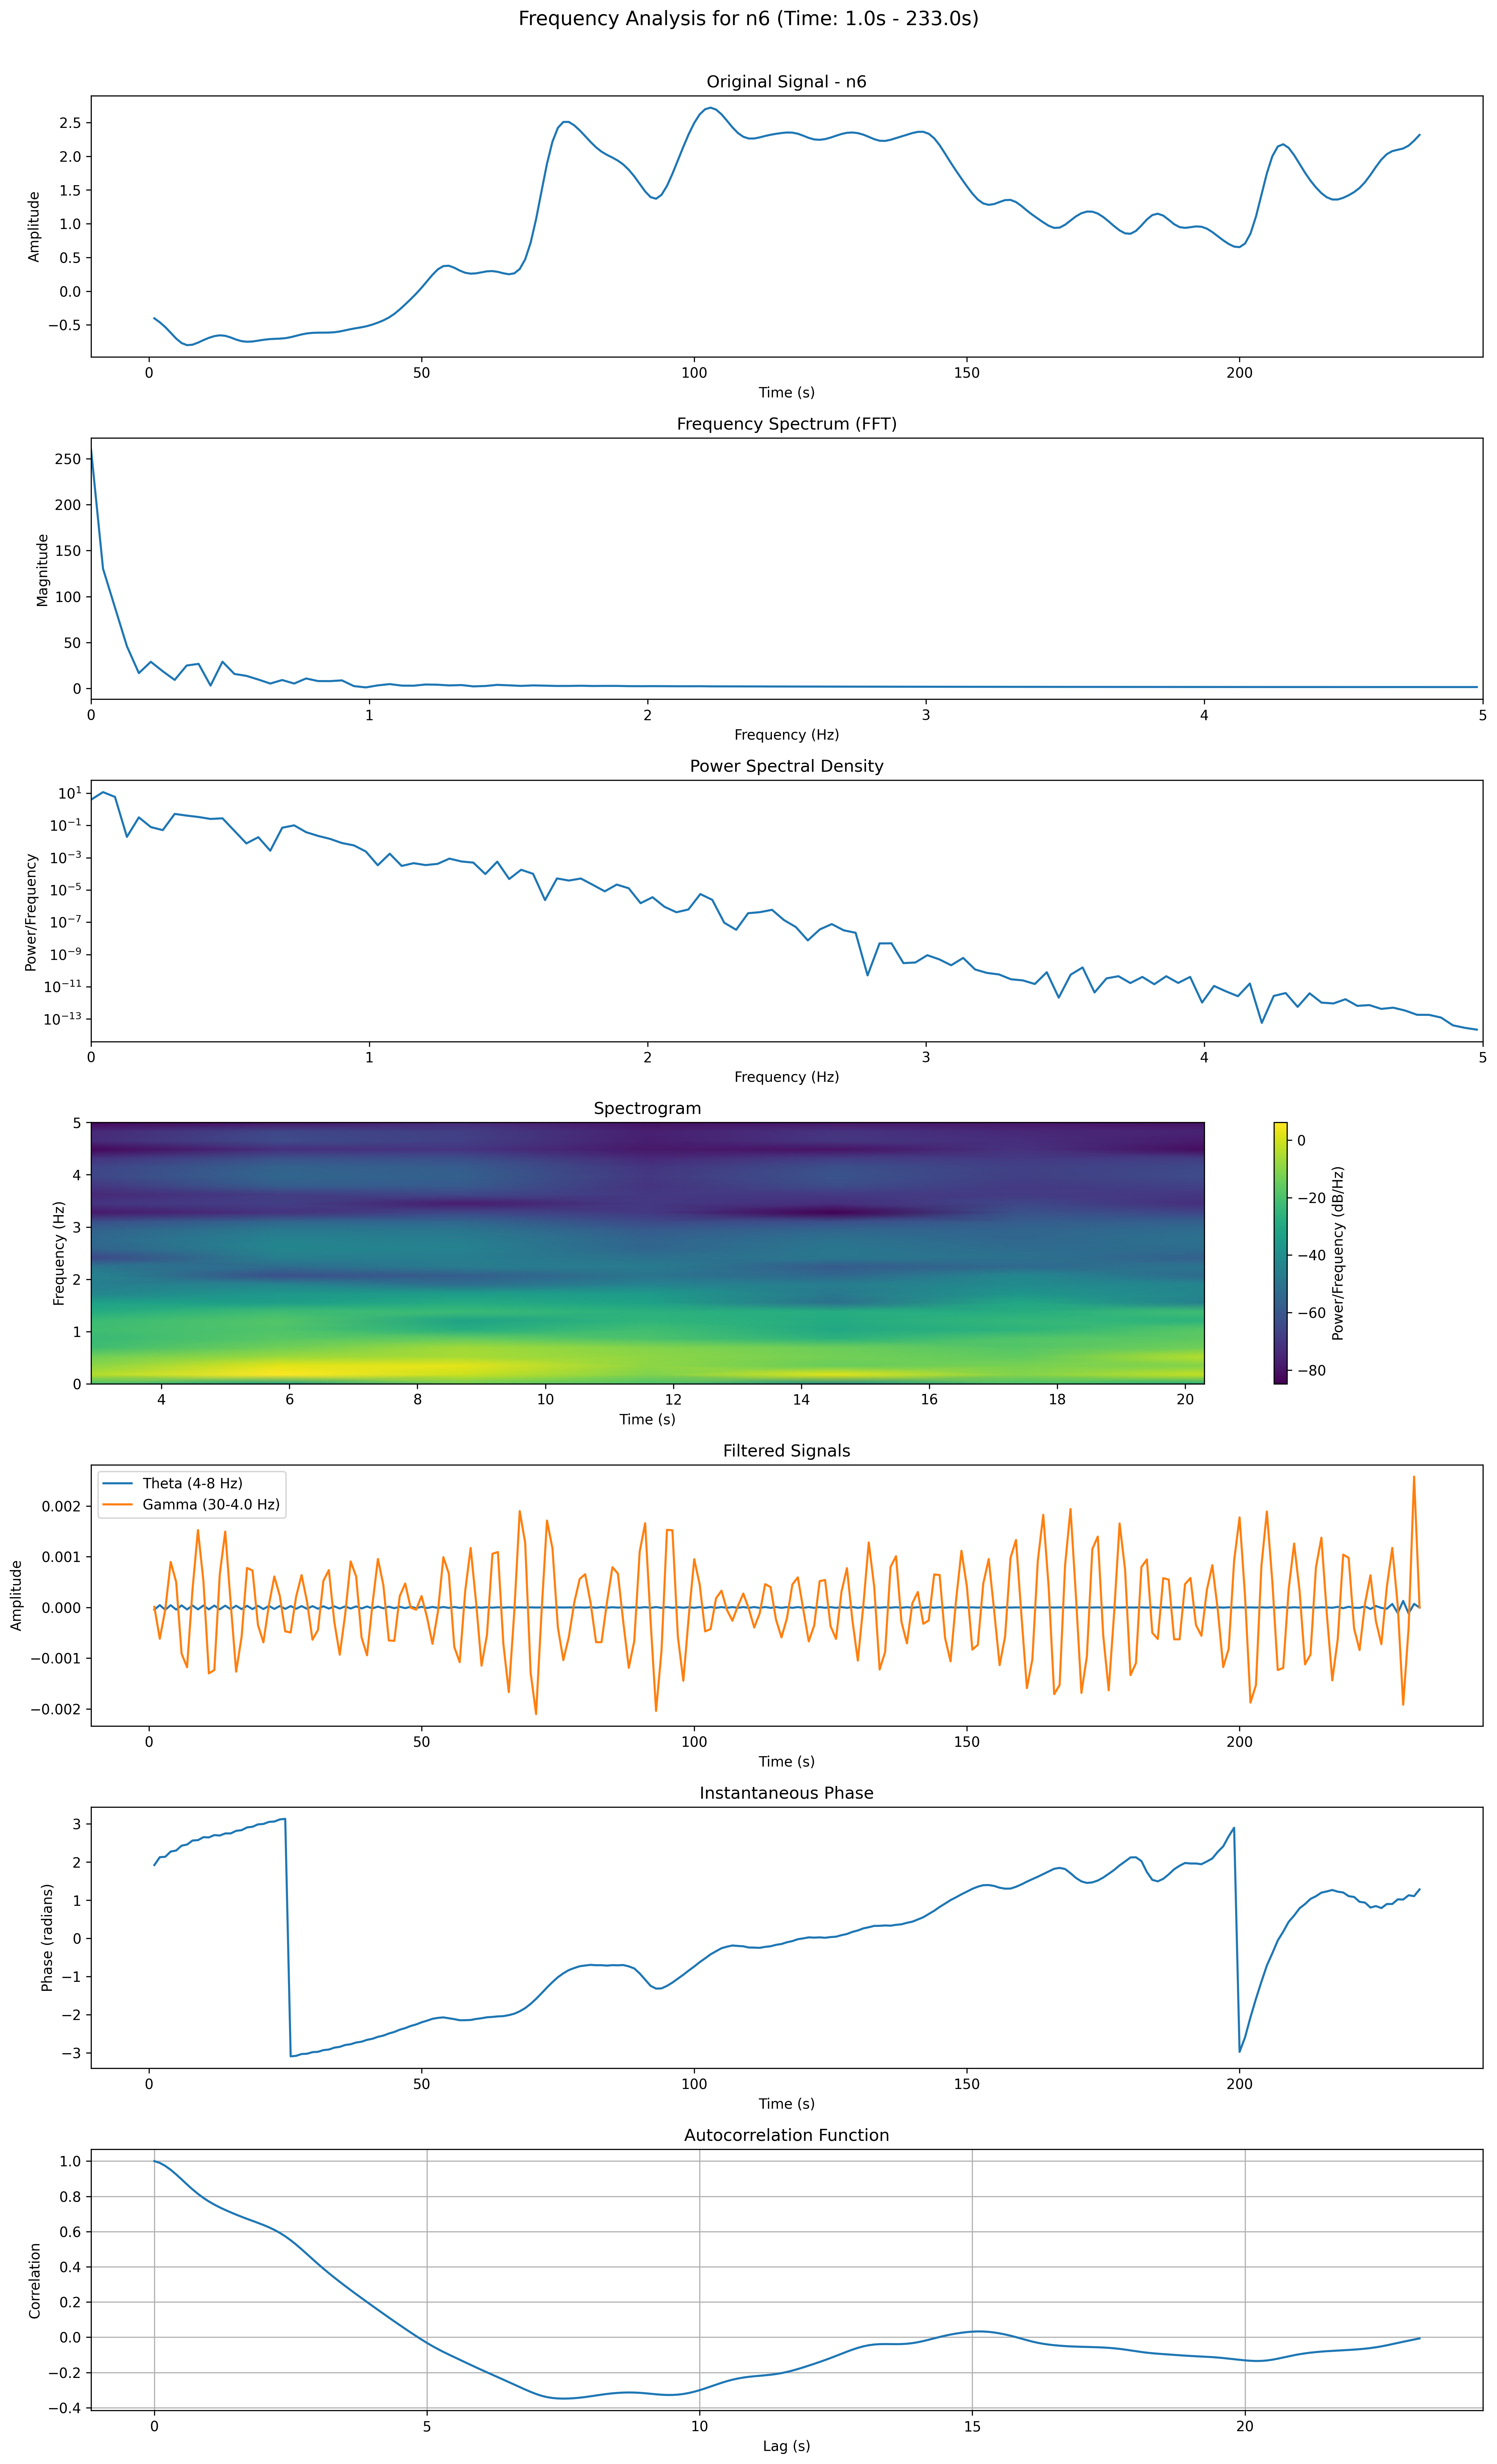 Frequency Analysis for n6 (Time: 1.0s - 233.0s)
Original Signal - n6
Amplitude
2.5
2.0
1.5
1.0
0.5
0.0
−0.5
0 50 100 150 200
Time (s)
Frequency Spectrum (FFT)
Magnitude
250
200
150
100
50
0
0 1 2 3 4 5
Frequency (Hz)
Power Spectral Density
Power/Frequency
10¹
10⁻¹
10⁻³
10⁻⁵
10⁻⁷
10⁻⁹
10⁻¹¹
10⁻¹³
0 1 2 3 4 5
Frequency (Hz)
Spectrogram
Frequency (Hz)
5
4
3
2
1
0
4 6 8 10 12 14 16 18 20
Time (s)
0
−20
−40
−60
−80
Power/Frequency (dB/Hz)
Filtered Signals
Theta (4-8 Hz)
Gamma (30-4.0 Hz)
Amplitude
0.002
0.001
0.000
−0.001
−0.002
0 50 100 150 200
Time (s)
Instantaneous Phase
Phase (radians)
3
2
1
0
−1
−2
−3
0 50 100 150 200
Time (s)
Autocorrelation Function
Correlation
1.0
0.8
0.6
0.4
0.2
0.0
−0.2
−0.4
0 5 10 15 20
Lag (s)